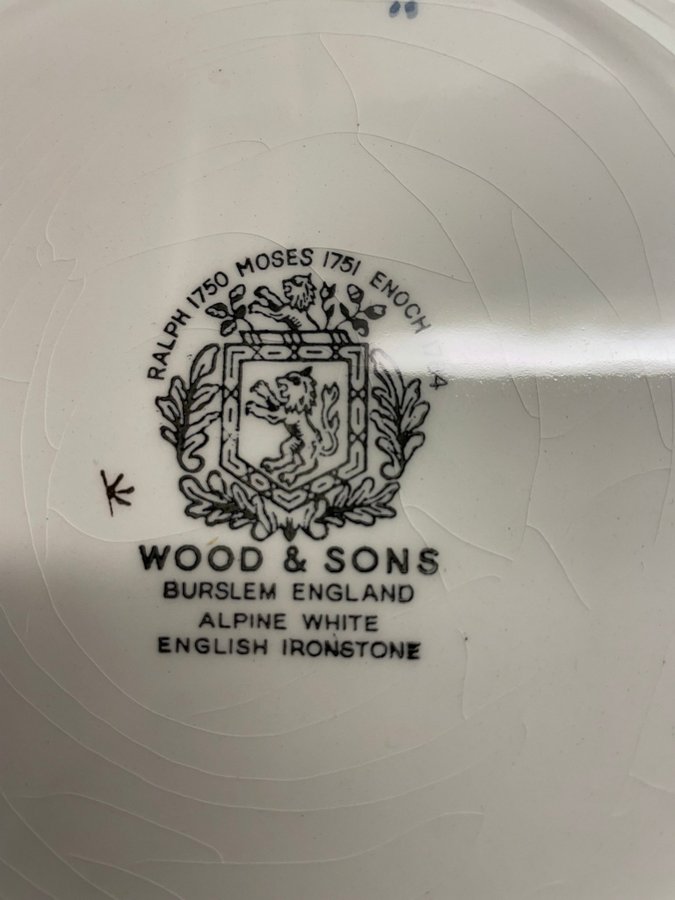 RALPH 1750 MOSES 1751 ENOCH
WOOD & SONS
BURSLEM ENGLAND
ALPINE WHITE
ENGLISH IRONSTONE